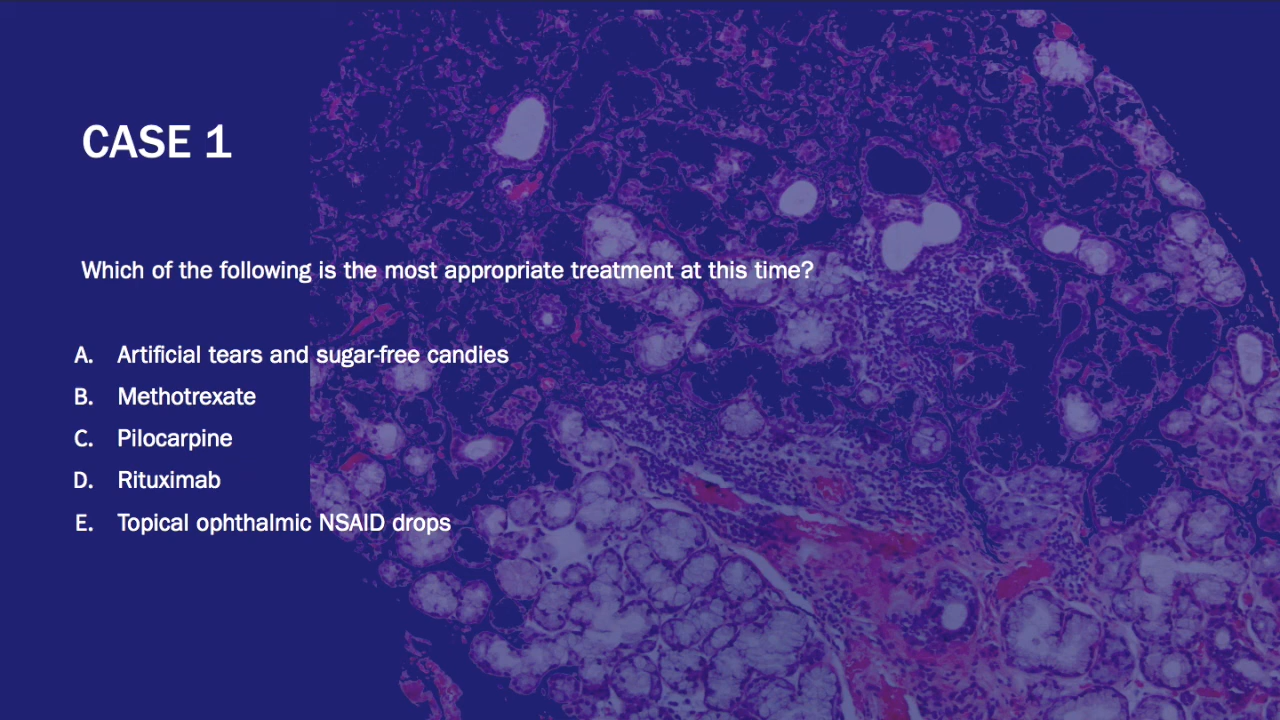 CASE 1
Which of the following is the most appropriate treatment at this time?
A. Artificial tears and sugar-free candies
B. Methotrexate
C. Pilocarpine
D. Rituximab
E. Topical ophthalmic NSAID drops